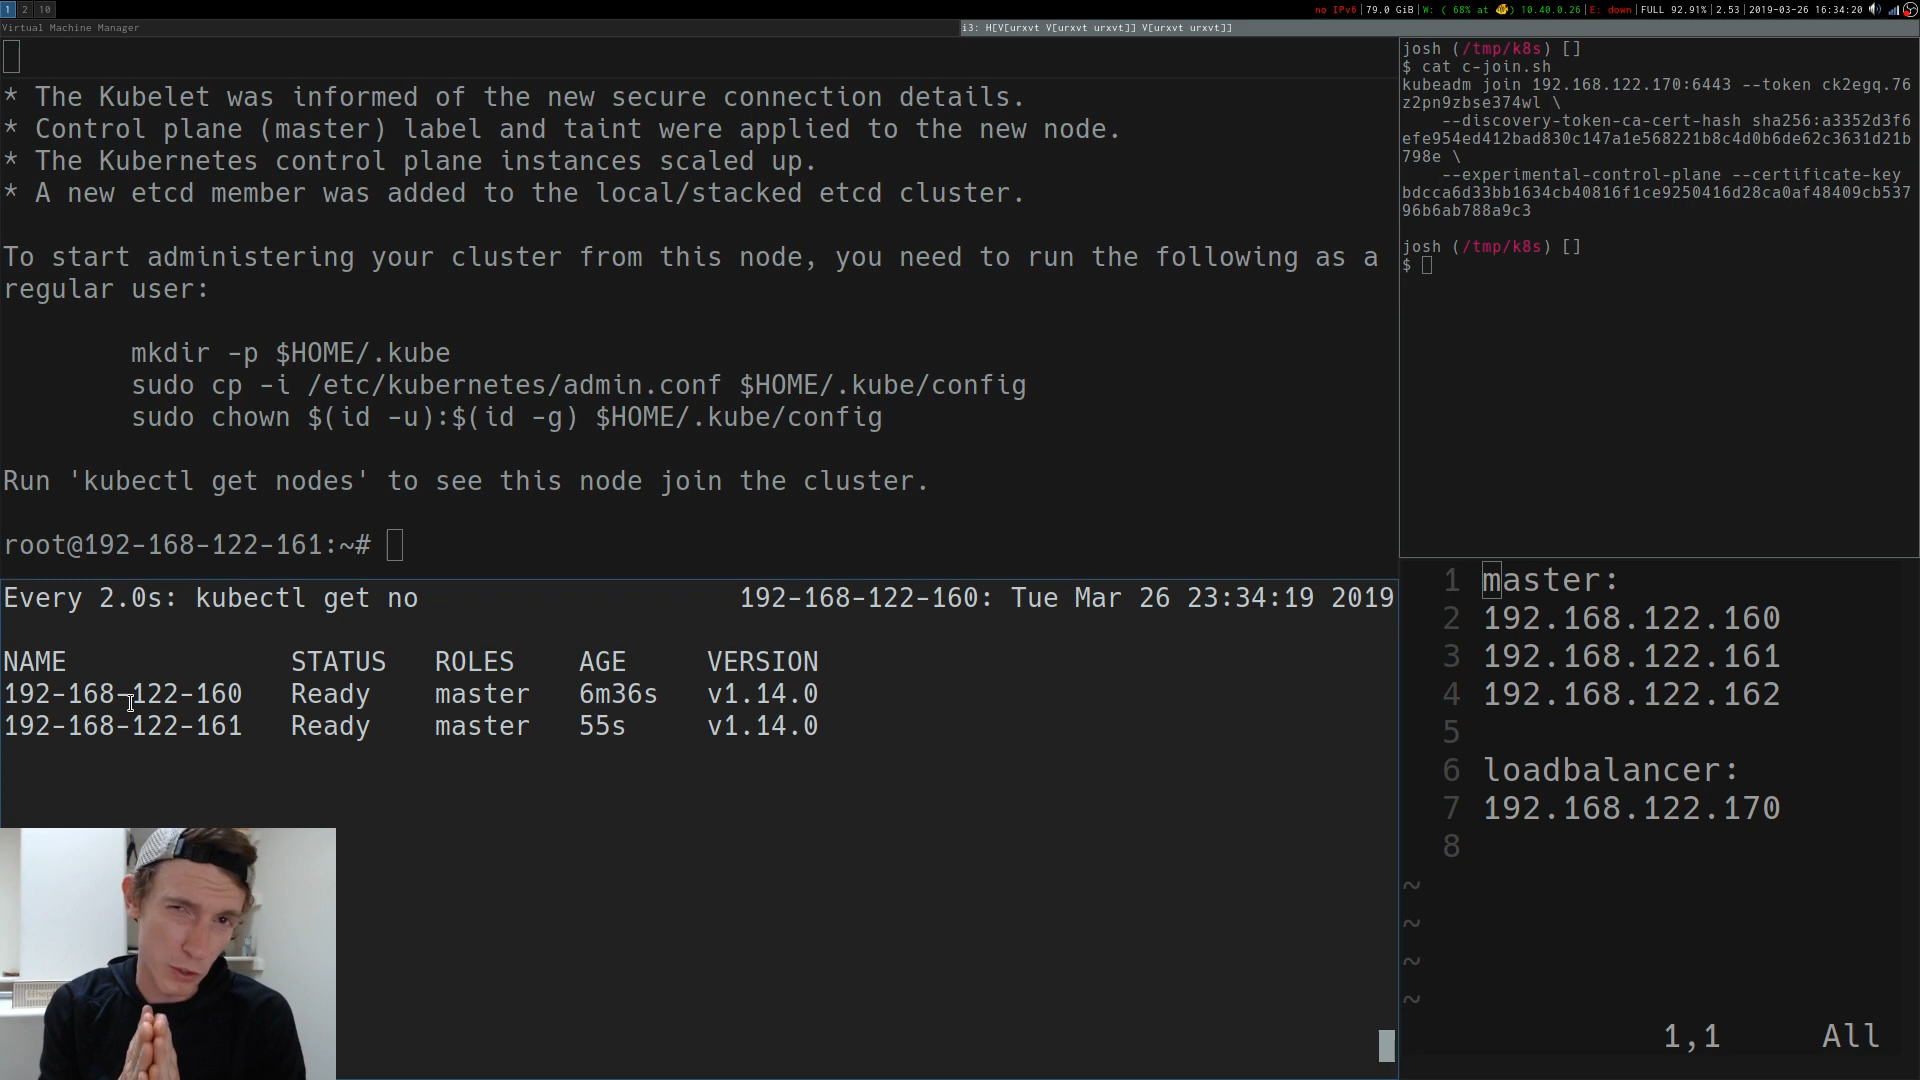 1 2 10
no IPv6|79.0 GiB|W: ( 68% at 🐠) 10.40.0.26|E: down|FULL 92.91%|2.53|2019-03-26 16:34:20
Virtual Machine Manager
i3: H[V[urxvt V[urxvt urxvt]] V[urxvt urxvt]]
* The Kubelet was informed of the new secure connection details.
* Control plane (master) label and taint were applied to the new node.
* The Kubernetes control plane instances scaled up.
* A new etcd member was added to the local/stacked etcd cluster.
To start administering your cluster from this node, you need to run the following as a
regular user:
mkdir -p $HOME/.kube
sudo cp -i /etc/kubernetes/admin.conf $HOME/.kube/config
sudo chown $(id -u):$(id -g) $HOME/.kube/config
Run 'kubectl get nodes' to see this node join the cluster.
root@192-168-122-161:~#
Every 2.0s: kubectl get no 192-168-122-160: Tue Mar 26 23:34:19 2019
NAME STATUS ROLES AGE VERSION
192-168-122-160 Ready master 6m36s v1.14.0
192-168-122-161 Ready master 55s v1.14.0
josh (/tmp/k8s) []
$ cat c-join.sh
kubeadm join 192.168.122.170:6443 --token ck2egq.76
z2pn9zbse374wl \
--discovery-token-ca-cert-hash sha256:a3352d3f6
efe954ed412bad830c147a1e568221b8c4d0b6de62c3631d21b
798e \
--experimental-control-plane --certificate-key
bdcca6d33bb1634cb40816f1ce9250416d28ca0af48409cb537
96b6ab788a9c3
josh (/tmp/k8s) []
$
1 master:
2 192.168.122.160
3 192.168.122.161
4 192.168.122.162
5
6 loadbalancer:
7 192.168.122.170
8
~
~
~
~
1,1 All